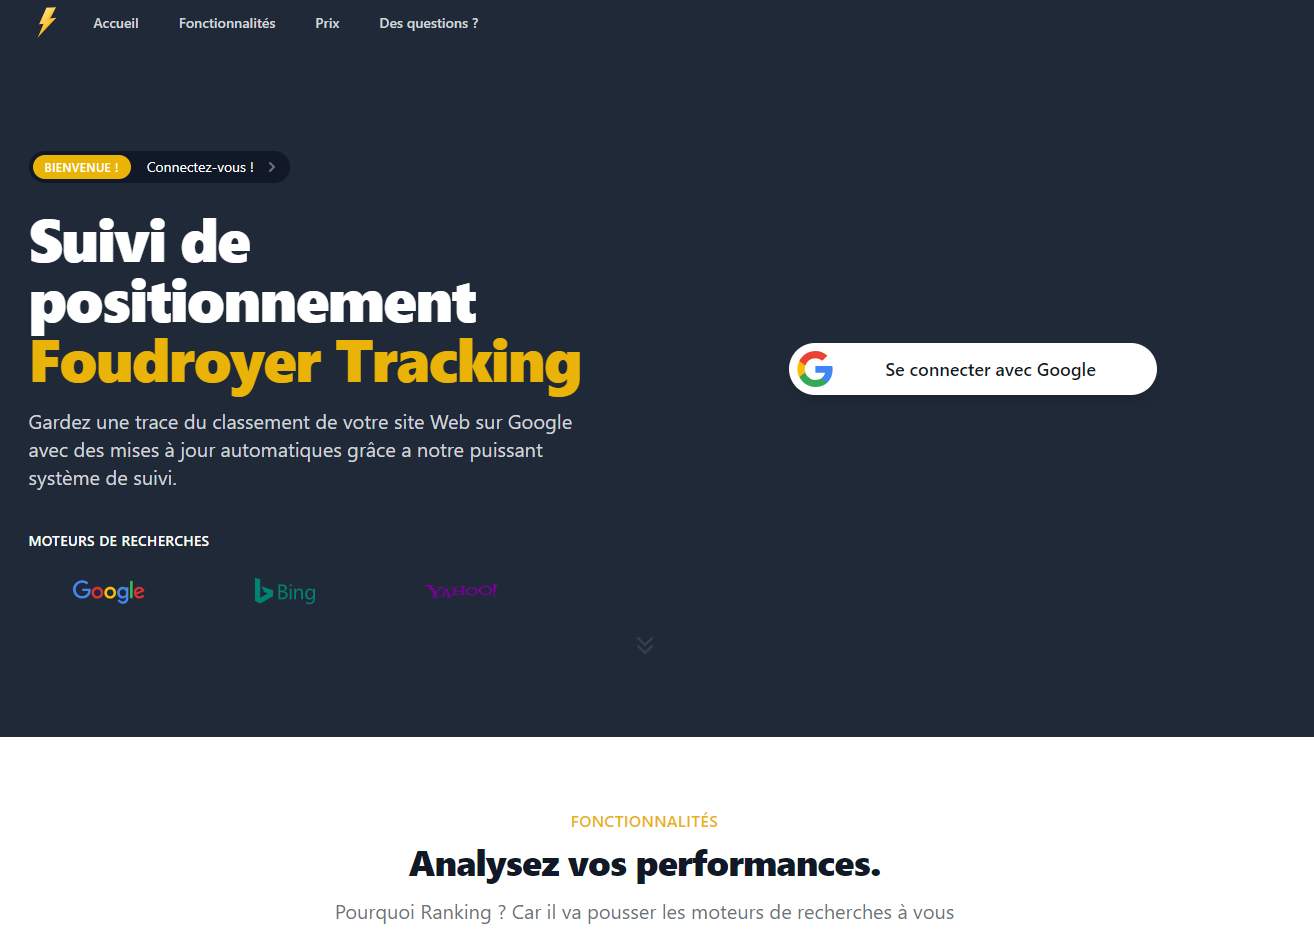 Accueil Fonctionnalités Prix Des questions ?
BIENVENUE ! Connectez-vous !
Suivi de
positionnement
Foudroyer Tracking
Se connecter avec Google
Gardez une trace du classement de votre site Web sur Google
avec des mises à jour automatiques grâce a notre puissant
système de suivi.
MOTEURS DE RECHERCHES
Google Bing YAHOO!
FONCTIONNALITÉS
Analysez vos performances.
Pourquoi Ranking ? Car il va pousser les moteurs de recherches à vous